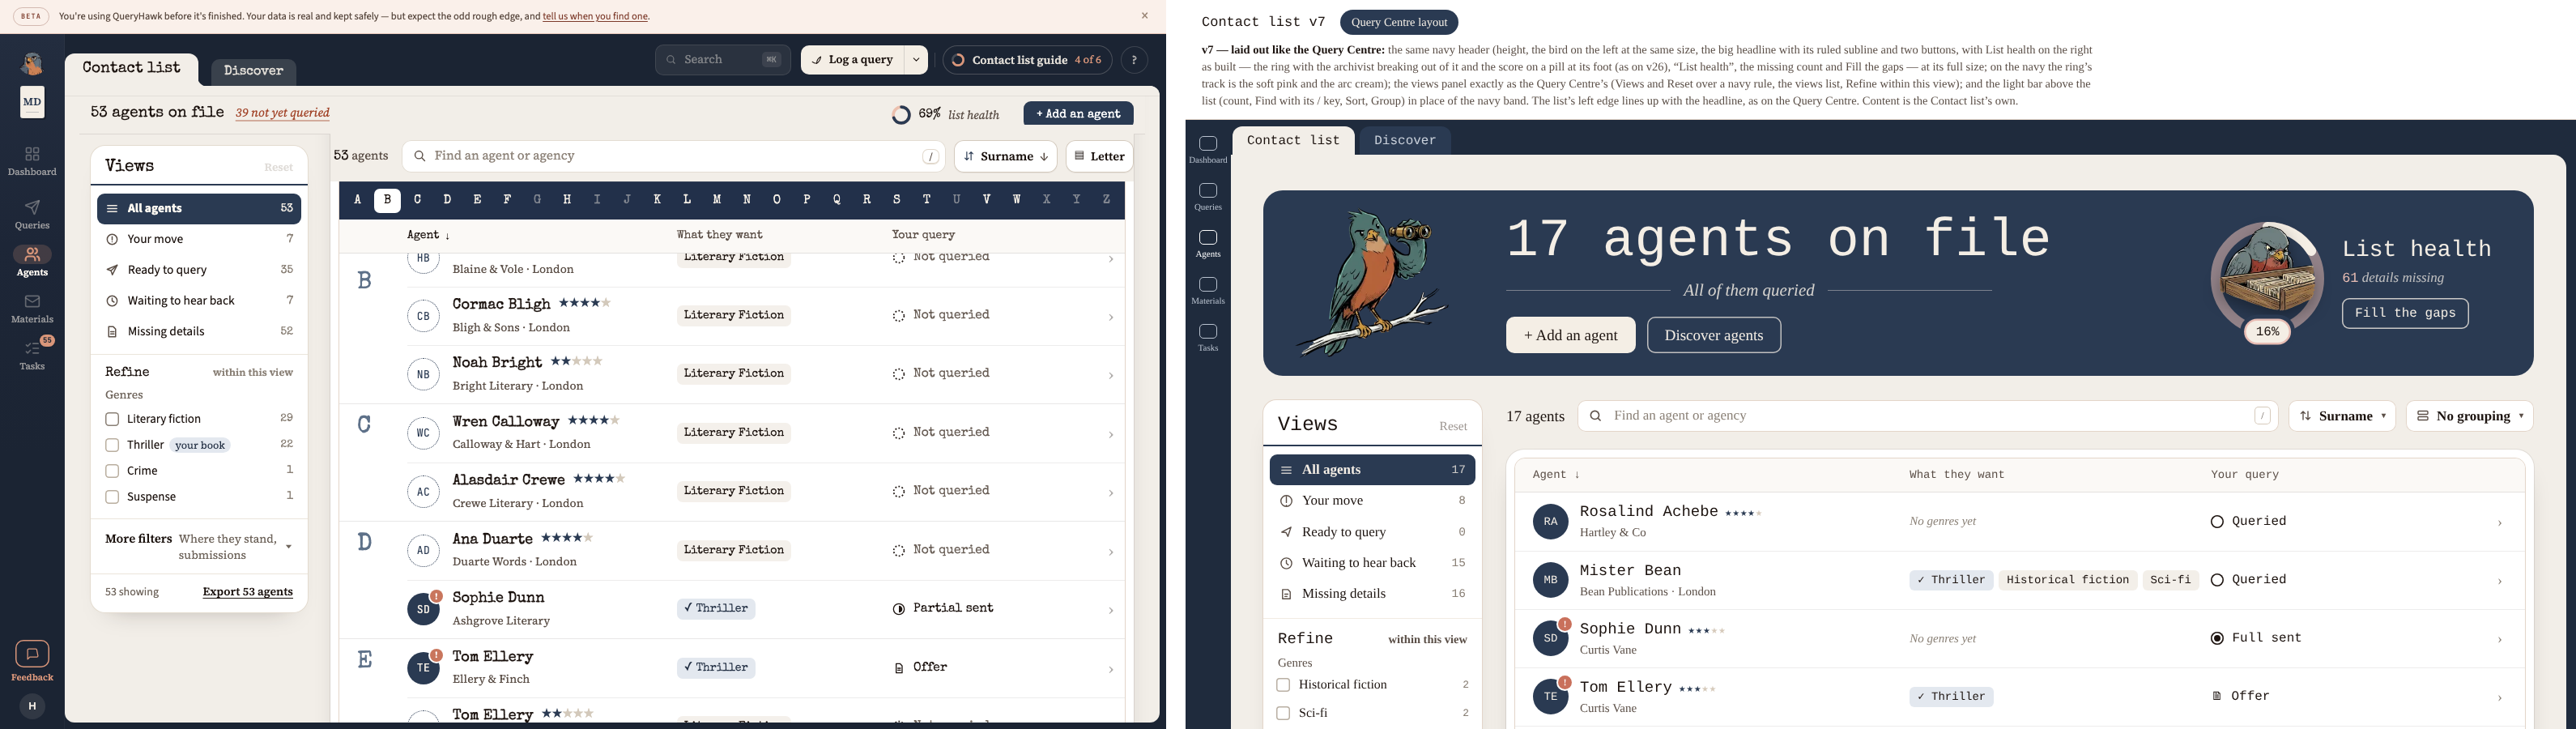 BETA You're using QueryHawk before it's finished. Your data is real and kept safely — but expect the odd rough edge, and tell us when you find one. ×
Contact list
Discover
Search ⌘K
Log a query
Contact list guide 4 of 6
?
MD
Dashboard
Queries
Agents
Materials
55
Tasks
Feedback
H
53 agents on file 39 not yet queried
69% list health
+ Add an agent
Views Reset
All agents 53
Your move 7
Ready to query 35
Waiting to hear back 7
Missing details 52
Refine within this view
Genres
Literary fiction 29
Thriller your book 22
Crime 1
Suspense 1
More filters Where they stand,
submissions
53 showing Export 53 agents
53 agents Find an agent or agency / Surname ↓ Letter
A B C D E F G H I J K L M N O P Q R S T U V W X Y Z
Agent ↓ What they want Your query
B
HB Blaine & Vole · London Literary Fiction Not queried ›
CB Cormac Bligh ★★★★★ Literary Fiction Not queried ›
Bligh & Sons · London
NB Noah Bright ★★★★★ Literary Fiction Not queried ›
Bright Literary · London
C
WC Wren Calloway ★★★★★ Literary Fiction Not queried ›
Calloway & Hart · London
AC Alasdair Crewe ★★★★★ Literary Fiction Not queried ›
Crewe Literary · London
D
AD Ana Duarte ★★★★★ Literary Fiction Not queried ›
Duarte Words · London
SD ! Sophie Dunn ✓ Thriller Partial sent ›
Ashgrove Literary
E
TE ! Tom Ellery ✓ Thriller Offer ›
Ellery & Finch
Tom Ellery ★★★★★ Literary Fiction Not queried
Contact list v7 Query Centre layout
v7 — laid out like the Query Centre: the same navy header (height, the bird on the left at the same size, the big headline with its ruled subline and two buttons, with List health on the right
as built — the ring with the archivist breaking out of it and the score on a pill at its foot (as on v26), “List health”, the missing count and Fill the gaps — at its full size; on the navy the ring’s
track is the soft pink and the arc cream); the views panel exactly as the Query Centre’s (Views and Reset over a navy rule, the views list, Refine within this view); and the light bar above the
list (count, Find with its / key, Sort, Group) in place of the navy band. The list’s left edge lines up with the headline, as on the Query Centre. Content is the Contact list’s own.
Dashboard
Queries
Agents
Materials
Tasks
Contact list
Discover
17 agents on file
All of them queried
+ Add an agent
Discover agents
16%
List health
61 details missing
Fill the gaps
Views Reset
All agents 17
Your move 8
Ready to query 0
Waiting to hear back 15
Missing details 16
Refine within this view
Genres
Historical fiction 2
Sci-fi 2
17 agents Find an agent or agency / Surname ▾ No grouping ▾
Agent ↓ What they want Your query
RA Rosalind Achebe ★★★★★ No genres yet Queried ›
Hartley & Co
MB Mister Bean ✓ Thriller Historical fiction Sci-fi Queried ›
Bean Publications · London
SD ! Sophie Dunn ★★★★★ No genres yet Full sent ›
Curtis Vane
TE ! Tom Ellery ★★★★★ ✓ Thriller Offer ›
Curtis Vane